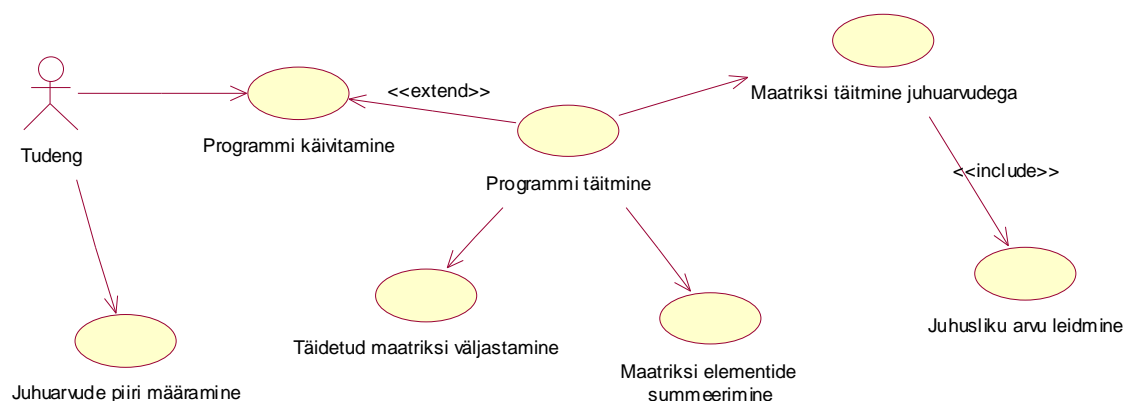 <<extend>>
Maatriksi täitmine juhuarvudega
Tudeng
Programmi käivitamine
Programmi täitmine
<<include>>
Juhusliku arvu leidmine
Täidetud maatriksi väljastamine
Maatriksi elementide
summeerimine
Juhuarvude piiri määramine